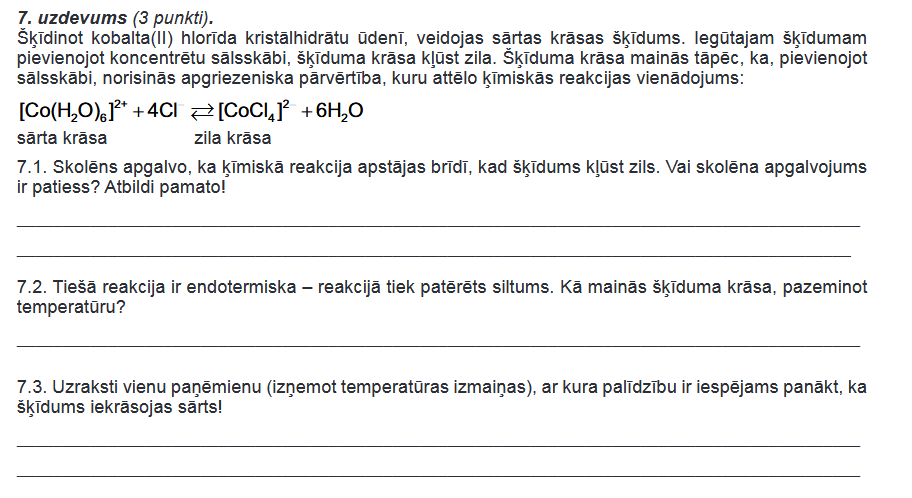 7. uzdevums (3 punkti).
Šķīdinot kobalta(II) hlorīda kristālhidrātu ūdenī, veidojas sārtas krāsas šķīdums. Iegūtajam šķīdumam
pievienojot koncentrētu sālsskābi, šķīduma krāsa kļūst zila. Šķīduma krāsa mainās tāpēc, ka, pievienojot
sālsskābi, norisinās apgriezeniska pārvērtība, kuru attēlo ķīmiskās reakcijas vienādojums:
[Co(H₂O)₆]²⁺ + 4Cl⁻ ⇄ [CoCl₄]²⁻ + 6H₂O
sārta krāsa zila krāsa
7.1. Skolēns apgalvo, ka ķīmiskā reakcija apstājas brīdī, kad šķīdums kļūst zils. Vai skolēna apgalvojums
ir patiess? Atbildi pamato!
7.2. Tiešā reakcija ir endotermiska – reakcijā tiek patērēts siltums. Kā mainās šķīduma krāsa, pazeminot
temperatūru?
7.3. Uzraksti vienu paņēmienu (izņemot temperatūras izmaiņas), ar kura palīdzību ir iespējams panākt, ka
šķīdums iekrāsojas sārts!